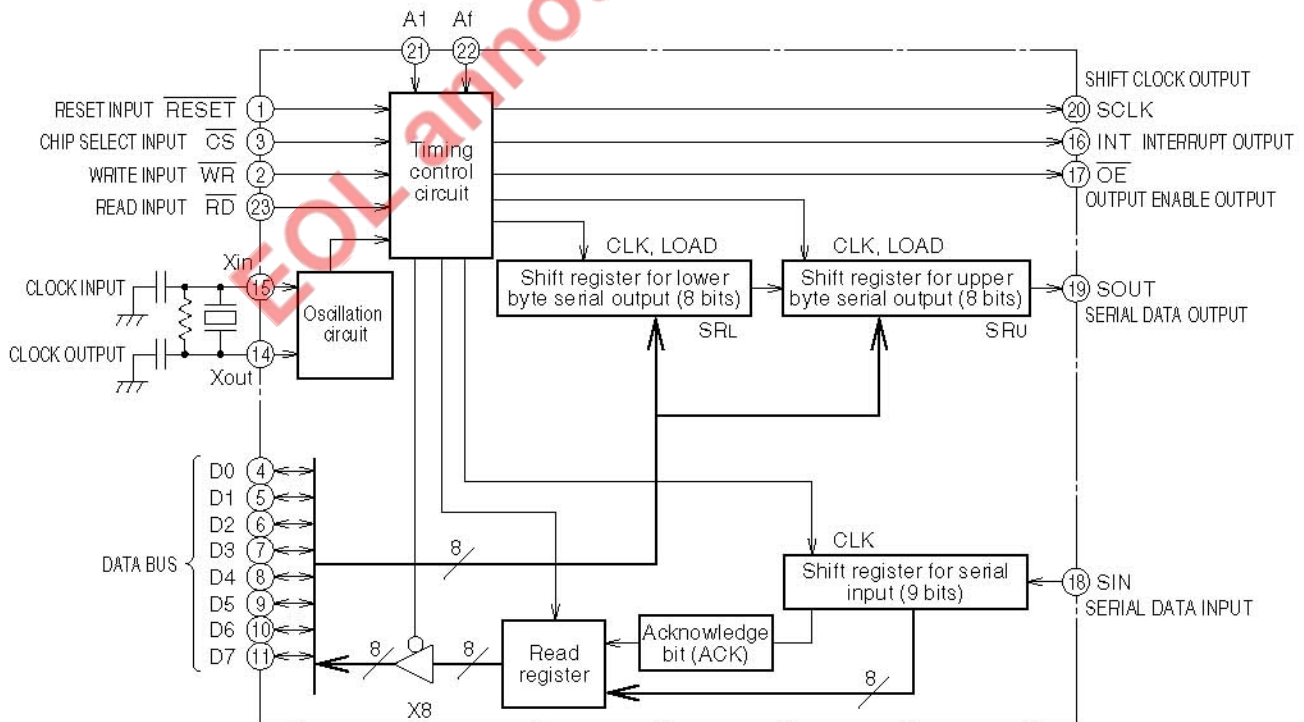 A1 Af
21 22
EOL anno
RESET INPUT RESET 1
CHIP SELECT INPUT CS 3
WRITE INPUT WR 2
READ INPUT RD 23
Timing
control
circuit
SHIFT CLOCK OUTPUT
20 SCLK
16 INT INTERRUPT OUTPUT
17 OE
OUTPUT ENABLE OUTPUT
CLK, LOAD
Shift register for lower
byte serial output (8 bits)
SRL
CLK, LOAD
Shift register for upper
byte serial output (8 bits)
SRU
19 SOUT
SERIAL DATA OUTPUT
Xin
CLOCK INPUT 15
Oscillation
circuit
CLOCK OUTPUT 14
Xout
DATA BUS
D0 4
D1 5
D2 6
D3 7
D4 8
D5 9
D6 10
D7 11
8
CLK
Shift register for serial
input (9 bits)
18 SIN
SERIAL DATA INPUT
Acknowledge
bit (ACK)
Read
register
8 8
8
X8